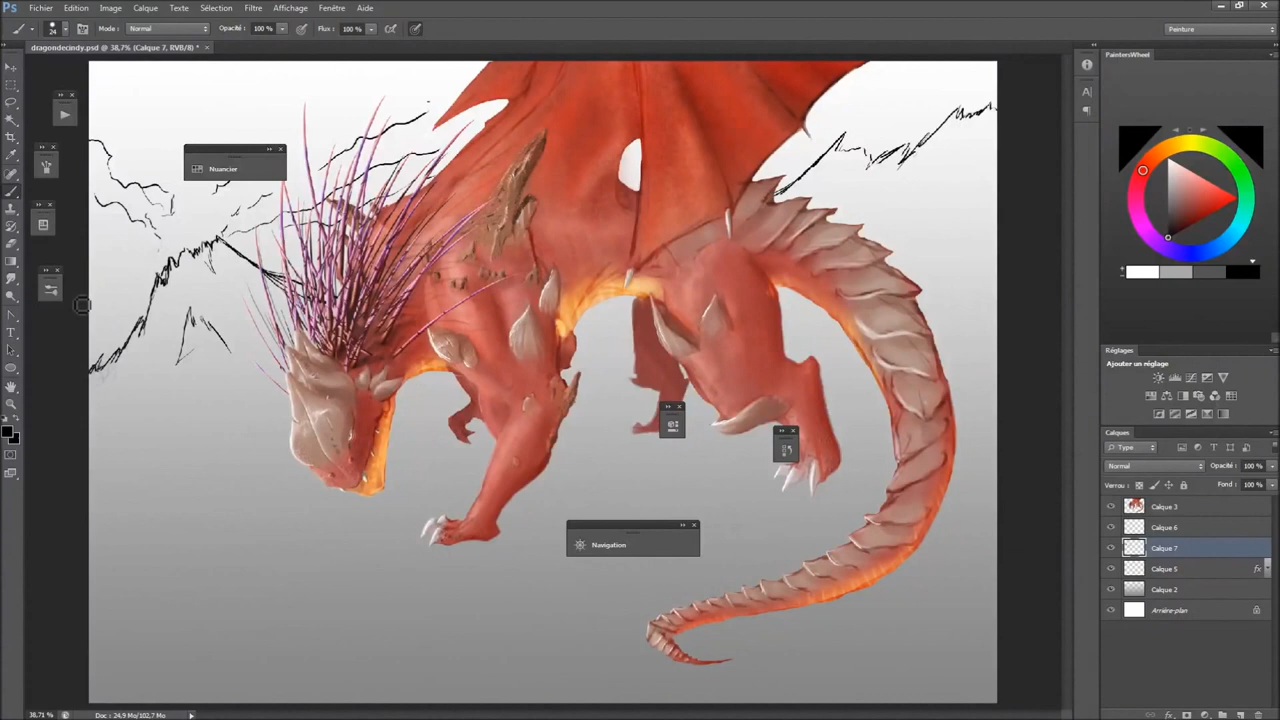 Ps Fichier Edition Image Calque Texte Sélection Filtre Affichage Fenêtre Aide
24 Mode : Normal Opacité : 100 % Flux : 100 % Peinture
dragondecindy.psd @ 38,7% (Calque 7, RVB/8) *
PaintersWheel
Nuancier
Navigation
Réglages
Ajouter un réglage
Calques
Type
Normal Opacité : 100 %
Verrou : Fond : 100 %
Calque 3
Calque 6
Calque 7
Calque 5 fx
Calque 2
Arrière-plan
38,71 % Doc : 24,9 Mo/102,7 Mo